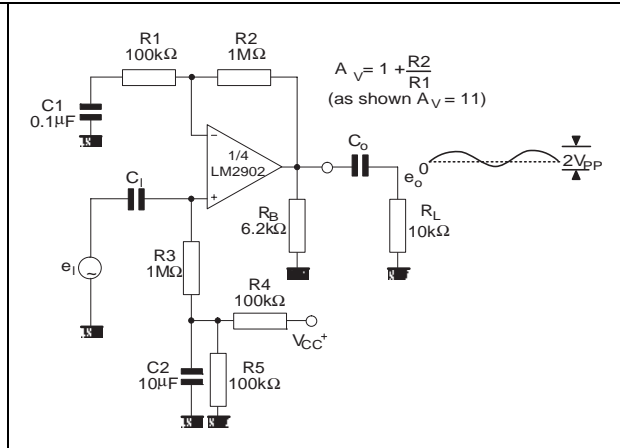 R1
100kΩ
R2
1MΩ
A V = 1 + R2/R1
(as shown A V = 11)
C1
0.1µF
1/4
LM2902
CI
Co
eo
0
2VPP
RB
6.2kΩ
RL
10kΩ
eI ~
R3
1MΩ
R4
100kΩ
VCC+
C2
10µF
R5
100kΩ